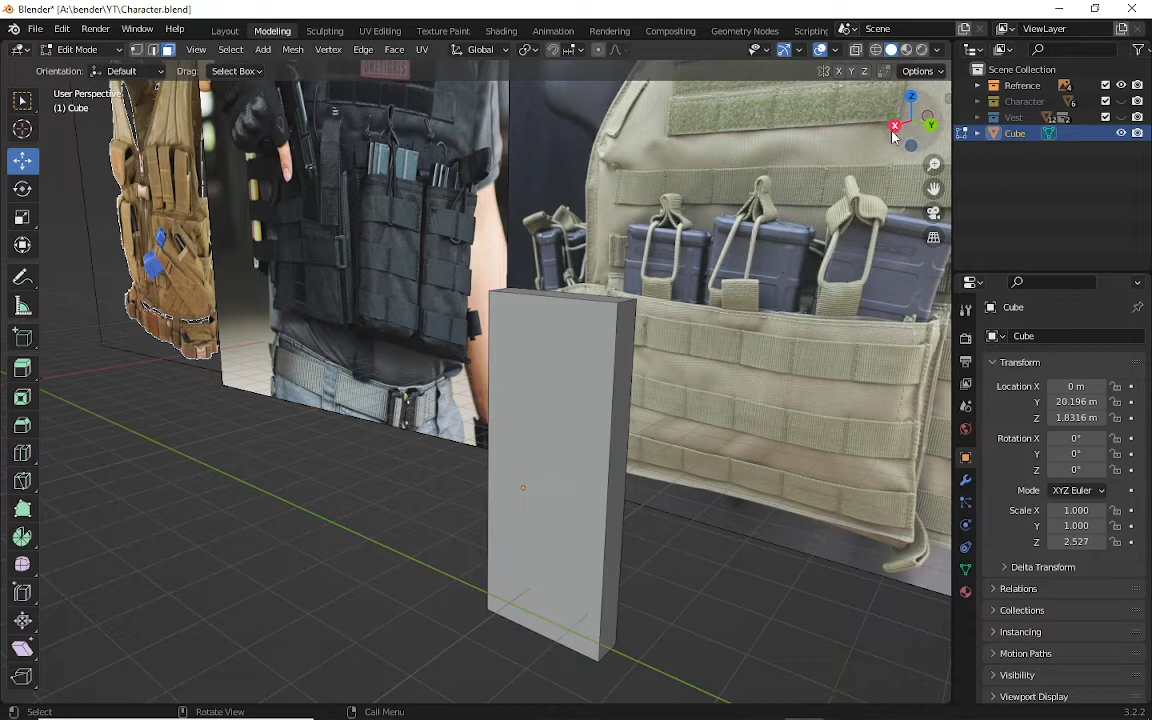 Blender* [A:\bender\YT\Character.blend]
File Edit Render Window Help Layout Modeling Sculpting UV Editing Texture Paint Shading Animation Rendering Compositing Geometry Nodes Scripting Scene ViewLayer
Edit Mode View Select Add Mesh Vertex Edge Face UV Global
Orientation: Default Drag: Select Box X Y Z Options
User Perspective
(1) Cube
Z
X
Y
Scene Collection
Refrence 4
Character 6
Vest 12 2
Cube
Cube
Cube
Transform
Location X 0 m
Y 20.196 m
Z 1.8316 m
Rotation X 0°
Y 0°
Z 0°
Mode XYZ Euler
Scale X 1.000
Y 1.000
Z 2.527
Delta Transform
Relations
Collections
Instancing
Motion Paths
Visibility
Viewport Display
Select Rotate View Call Menu 3.2.2